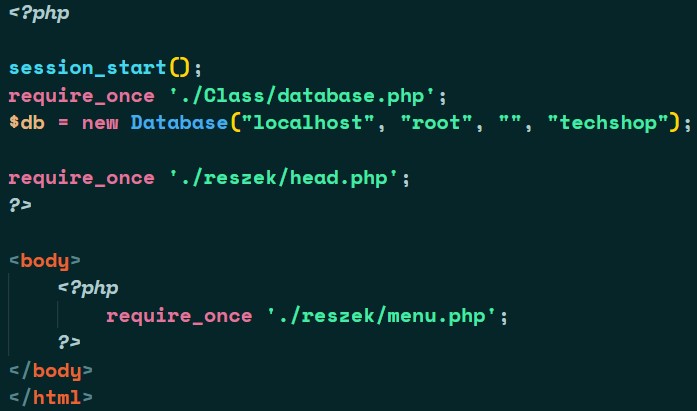 <?php
session_start();
require_once './Class/database.php';
$db = new Database("localhost", "root", "", "techshop");
require_once './reszek/head.php';
?>
<body>
<?php
require_once './reszek/menu.php';
?>
</body>
</html>